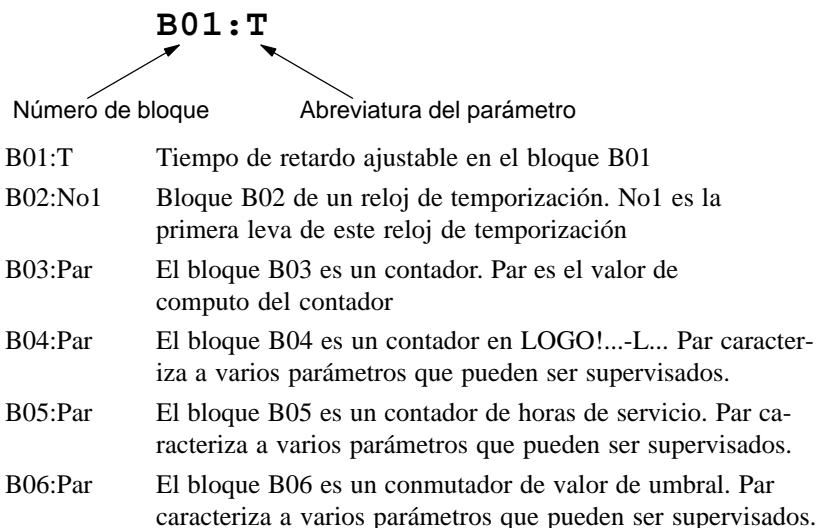 B01:T
Número de bloque Abreviatura del parámetro
B01:T Tiempo de retardo ajustable en el bloque B01
B02:No1 Bloque B02 de un reloj de temporización. No1 es la
primera leva de este reloj de temporización
B03:Par El bloque B03 es un contador. Par es el valor de
computo del contador
B04:Par El bloque B04 es un contador en LOGO!...-L... Par caracter-
iza a varios parámetros que pueden ser supervisados.
B05:Par El bloque B05 es un contador de horas de servicio. Par ca-
racteriza a varios parámetros que pueden ser supervisados.
B06:Par El bloque B06 es un conmutador de valor de umbral. Par
caracteriza a varios parámetros que pueden ser supervisados.